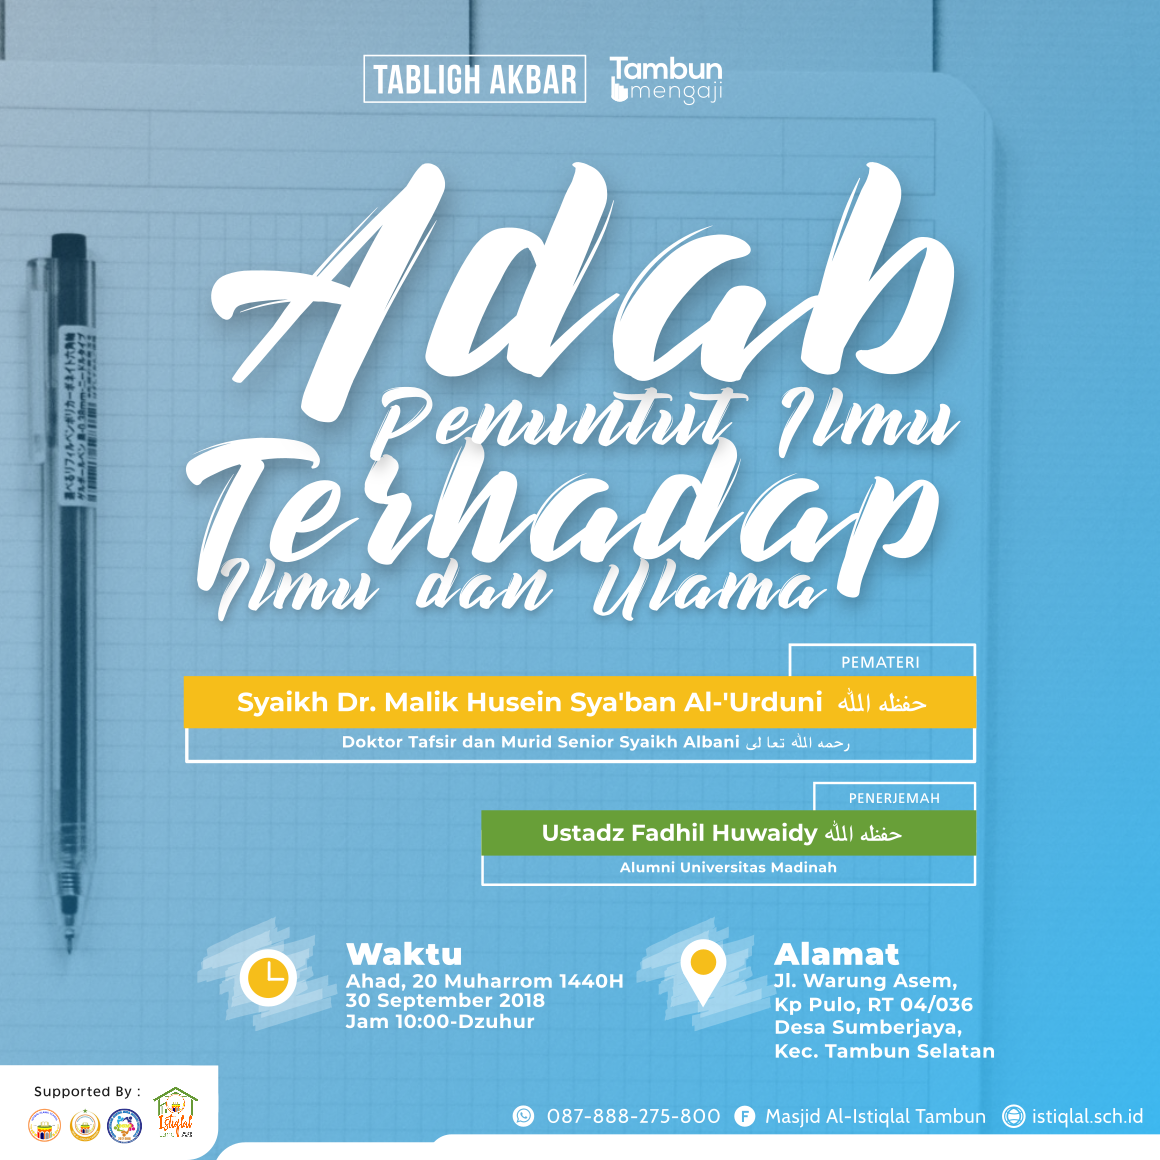 TABLIGH AKBAR
Tambun
mengaji
Adab
Penuntut Ilmu
Terhadap
Ilmu dan Ulama
PEMATERI
Syaikh Dr. Malik Husein Sya'ban Al-'Urduni حفظه الله
Doktor Tafsir dan Murid Senior Syaikh Albani رحمه الله تعالى
PENERJEMAH
Ustadz Fadhil Huwaidy حفظه الله
Alumni Universitas Madinah
Waktu
Ahad, 20 Muharrom 1440H
30 September 2018
Jam 10:00-Dzuhur
Alamat
Jl. Warung Asem,
Kp Pulo, RT 04/036
Desa Sumberjaya,
Kec. Tambun Selatan
Supported By :
Istiqlal
087-888-275-800
Masjid Al-Istiqlal Tambun
istiqlal.sch.id